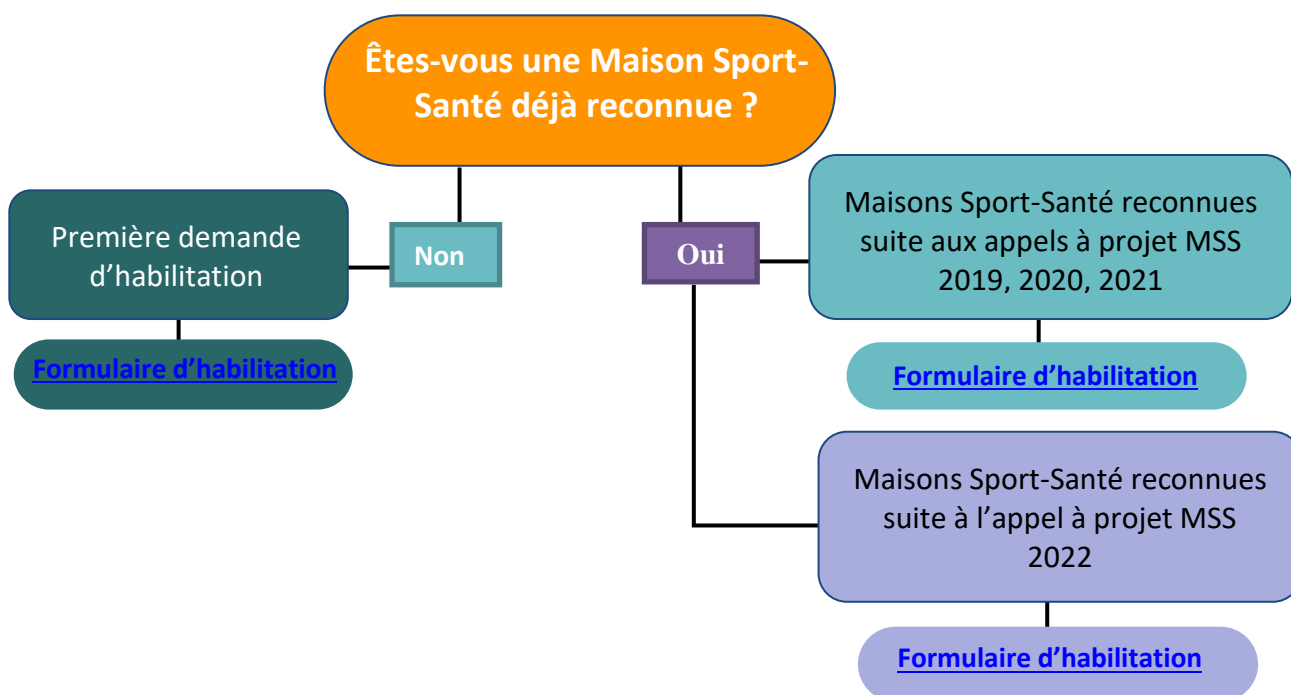 Êtes-vous une Maison Sport-
Santé déjà reconnue ?
Première demande
d’habilitation
Non
Oui
Maisons Sport-Santé reconnues
suite aux appels à projet MSS
2019, 2020, 2021
Formulaire d’habilitation
Formulaire d’habilitation
Maisons Sport-Santé reconnues
suite à l’appel à projet MSS
2022
Formulaire d’habilitation